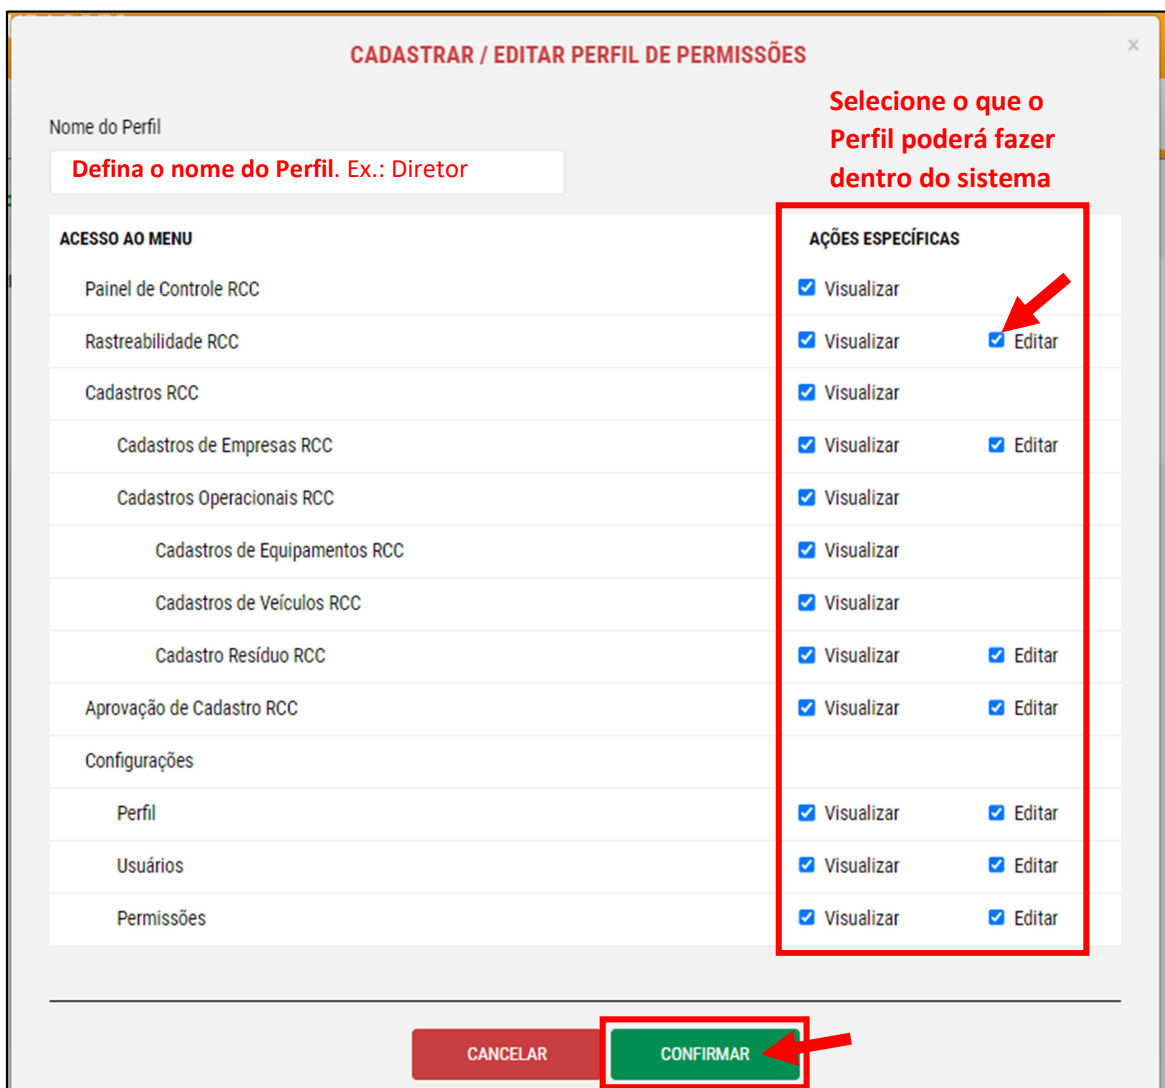 CADASTRAR / EDITAR PERFIL DE PERMISSÕES
×
Selecione o que o
Perfil poderá fazer
dentro do sistema
Nome do Perfil
Defina o nome do Perfil. Ex.: Diretor
ACESSO AO MENU AÇÕES ESPECÍFICAS
Painel de Controle RCC Visualizar
Rastreabilidade RCC Visualizar Editar
Cadastros RCC Visualizar
Cadastros de Empresas RCC Visualizar Editar
Cadastros Operacionais RCC Visualizar
Cadastros de Equipamentos RCC Visualizar
Cadastros de Veículos RCC Visualizar
Cadastro Resíduo RCC Visualizar Editar
Aprovação de Cadastro RCC Visualizar Editar
Configurações
Perfil Visualizar Editar
Usuários Visualizar Editar
Permissões Visualizar Editar
CANCELAR CONFIRMAR